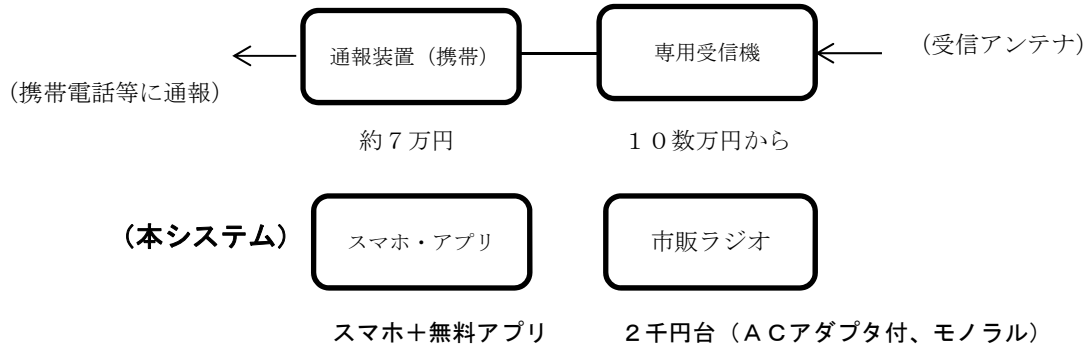 通報装置（携帯）
専用受信機
（受信アンテナ）
（携帯電話等に通報）
約７万円
１０数万円から
（本システム）
スマホ・アプリ
市販ラジオ
スマホ＋無料アプリ
２千円台（ＡＣアダプタ付、モノラル）